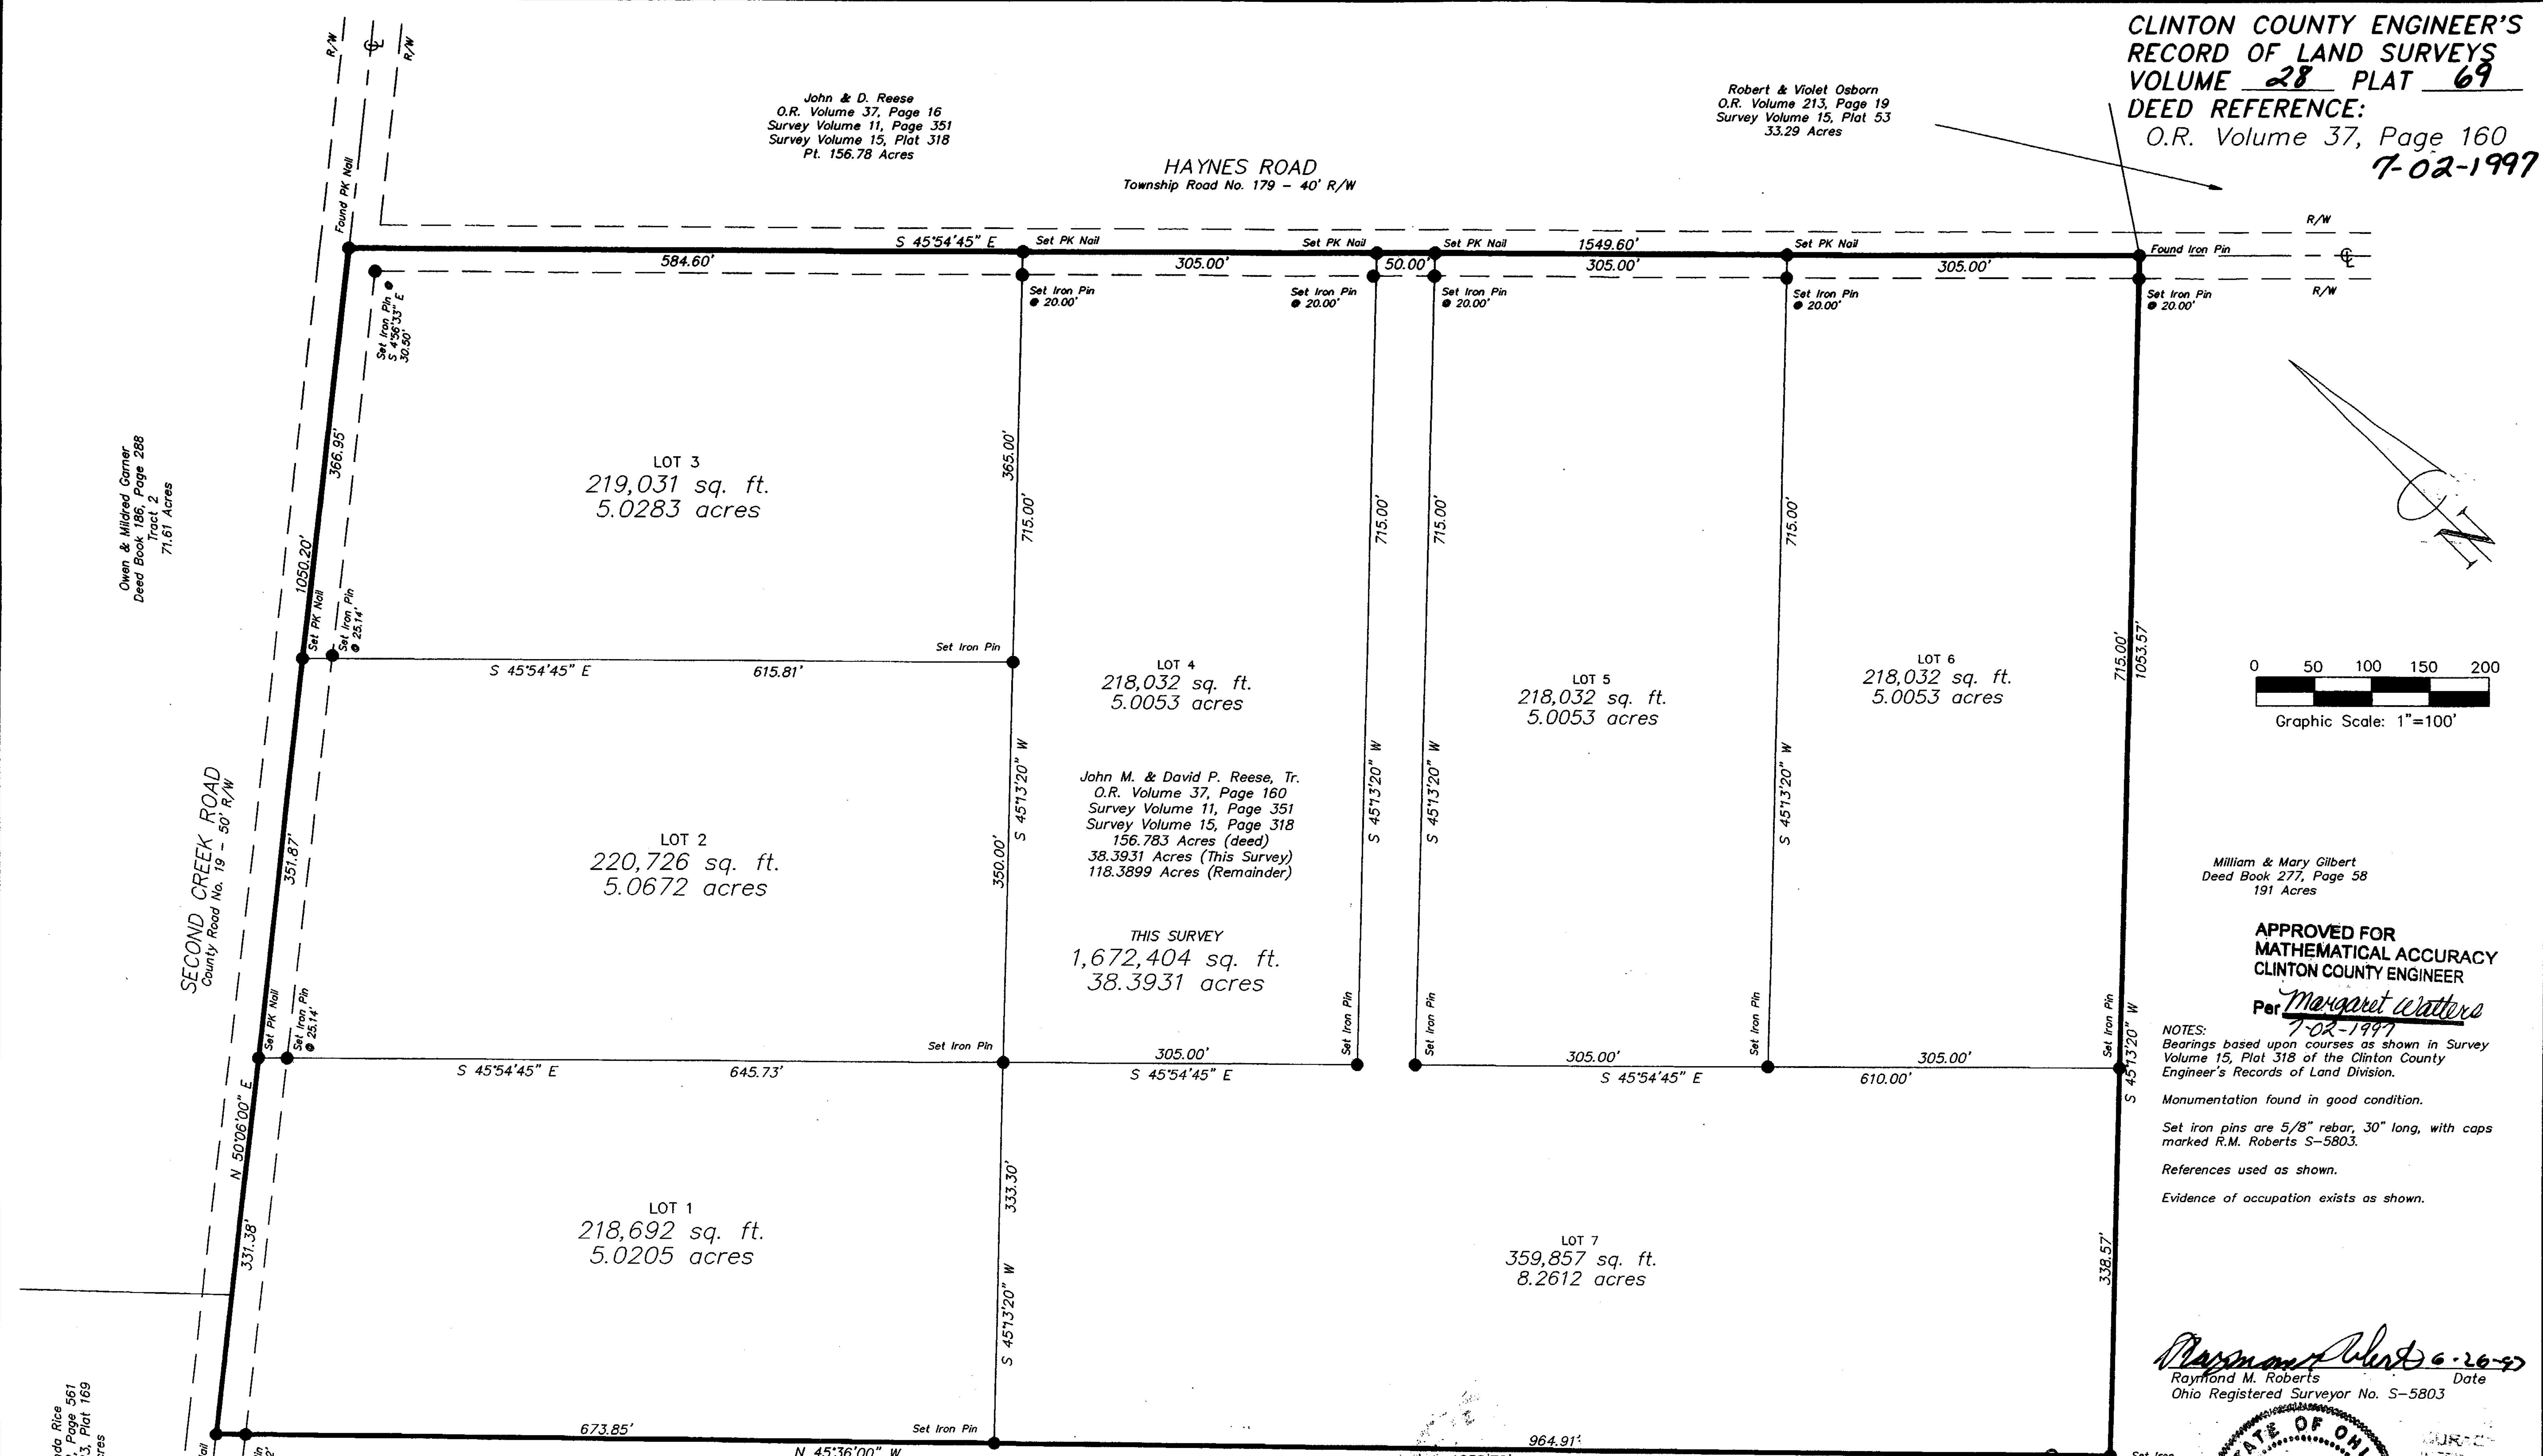 CLINTON COUNTY ENGINEER'S
RECORD OF LAND SURVEYS
VOLUME 28 PLAT 69
DEED REFERENCE:
O.R. Volume 37, Page 160
7-02-1997
R/W
℄
R/W
John & D. Reese
O.R. Volume 37, Page 16
Survey Volume 11, Page 351
Survey Volume 15, Plat 318
Pt. 156.78 Acres
Robert & Violet Osborn
O.R. Volume 213, Page 19
Survey Volume 15, Plat 53
33.29 Acres
HAYNES ROAD
Township Road No. 179 - 40' R/W
Found PK Nail
S 45°54'45" E
Set PK Nail
Set PK Nail
Set PK Nail
1549.60'
Set PK Nail
Found Iron Pin
R/W
℄
R/W
584.60'
305.00'
50.00'
305.00'
305.00'
Set Iron Pin @
S 4°56'33" E
30.50'
Set Iron Pin
@ 20.00'
Set Iron Pin
@ 20.00'
Set Iron Pin
@ 20.00'
Set Iron Pin
@ 20.00'
Set Iron Pin
@ 20.00'
Owen & Mildred Garner
Deed Book 186, Page 288
Tract 2
71.61 Acres
366.95'
1050.20'
LOT 3
219,031 sq. ft.
5.0283 acres
365.00'
715.00'
715.00'
715.00'
715.00'
N
Set PK Nail
Set Iron Pin
@ 25.14'
Set Iron Pin
S 45°54'45" E
615.81'
LOT 4
218,032 sq. ft.
5.0053 acres
LOT 5
218,032 sq. ft.
5.0053 acres
LOT 6
218,032 sq. ft.
5.0053 acres
715.00'
1053.57'
0 50 100 150 200
Graphic Scale: 1"=100'
SECOND CREEK ROAD
County Road No. 19 - 50' R/W
351.87'
LOT 2
220,726 sq. ft.
5.0672 acres
350.00'
S 45°13'20" W
John M. & David P. Reese, Tr.
O.R. Volume 37, Page 160
Survey Volume 11, Page 351
Survey Volume 15, Page 318
156.783 Acres (deed)
38.3931 Acres (This Survey)
118.3899 Acres (Remainder)
S 45°13'20" W
S 45°13'20" W
S 45°13'20" W
THIS SURVEY
1,672,404 sq. ft.
38.3931 acres
Milliam & Mary Gilbert
Deed Book 277, Page 58
191 Acres
APPROVED FOR
MATHEMATICAL ACCURACY
CLINTON COUNTY ENGINEER
Per Margaret Watters
7-02-1997
NOTES:
Bearings based upon courses as shown in Survey
Volume 15, Plat 318 of the Clinton County
Engineer's Records of Land Division.
Monumentation found in good condition.
Set iron pins are 5/8" rebar, 30" long, with caps
marked R.M. Roberts S-5803.
References used as shown.
Evidence of occupation exists as shown.
Set PK Nail
Set Iron Pin
@ 25.14'
Set Iron Pin
Set Iron Pin
Set Iron Pin
Set Iron Pin
Set Iron Pin
S 45°54'45" E
645.73'
305.00'
S 45°54'45" E
305.00'
S 45°54'45" E
305.00'
610.00'
S 45°13'20" W
N 50°06'00" E
331.38'
LOT 1
218,692 sq. ft.
5.0205 acres
333.30'
S 45°13'20" W
LOT 7
359,857 sq. ft.
8.2612 acres
338.57'
6-26-97
Raymond M. Roberts
Date
Ohio Registered Surveyor No. S-5803
Rice
Page 561
Plat 169
673.85'
Set Iron Pin
N 45°36'00" W
964.91'
Set Iron
STATE OF OHI